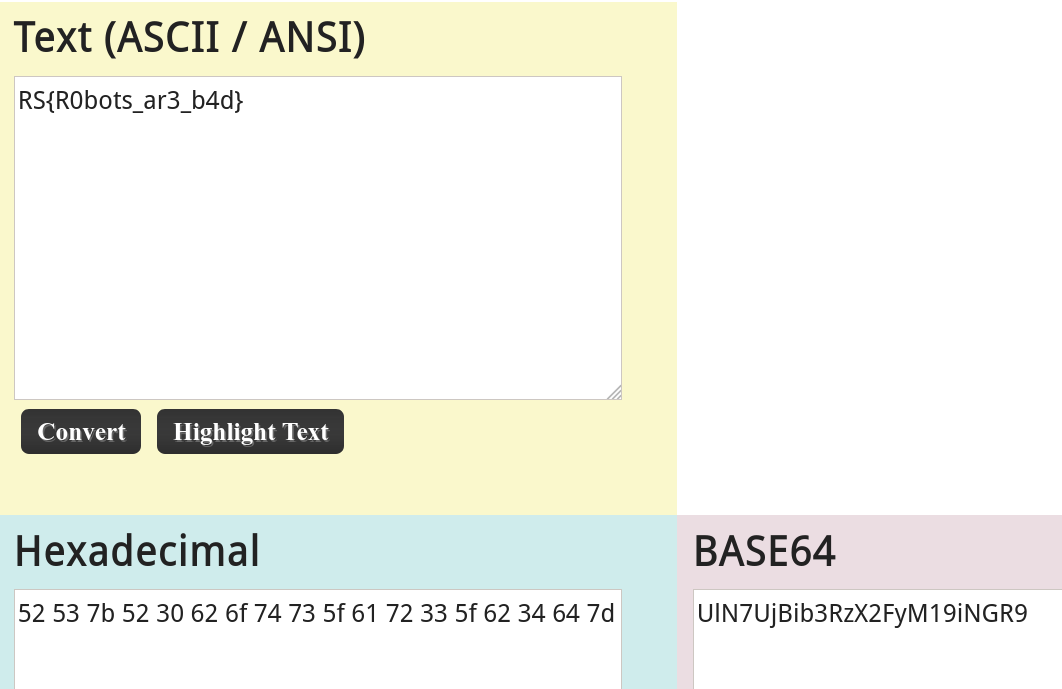 Text (ASCII / ANSI)
RS{R0bots_ar3_b4d}
Convert
Highlight Text
Hexadecimal
52 53 7b 52 30 62 6f 74 73 5f 61 72 33 5f 62 34 64 7d
BASE64
UlN7UjBib3RzX2FyM19iNGR9